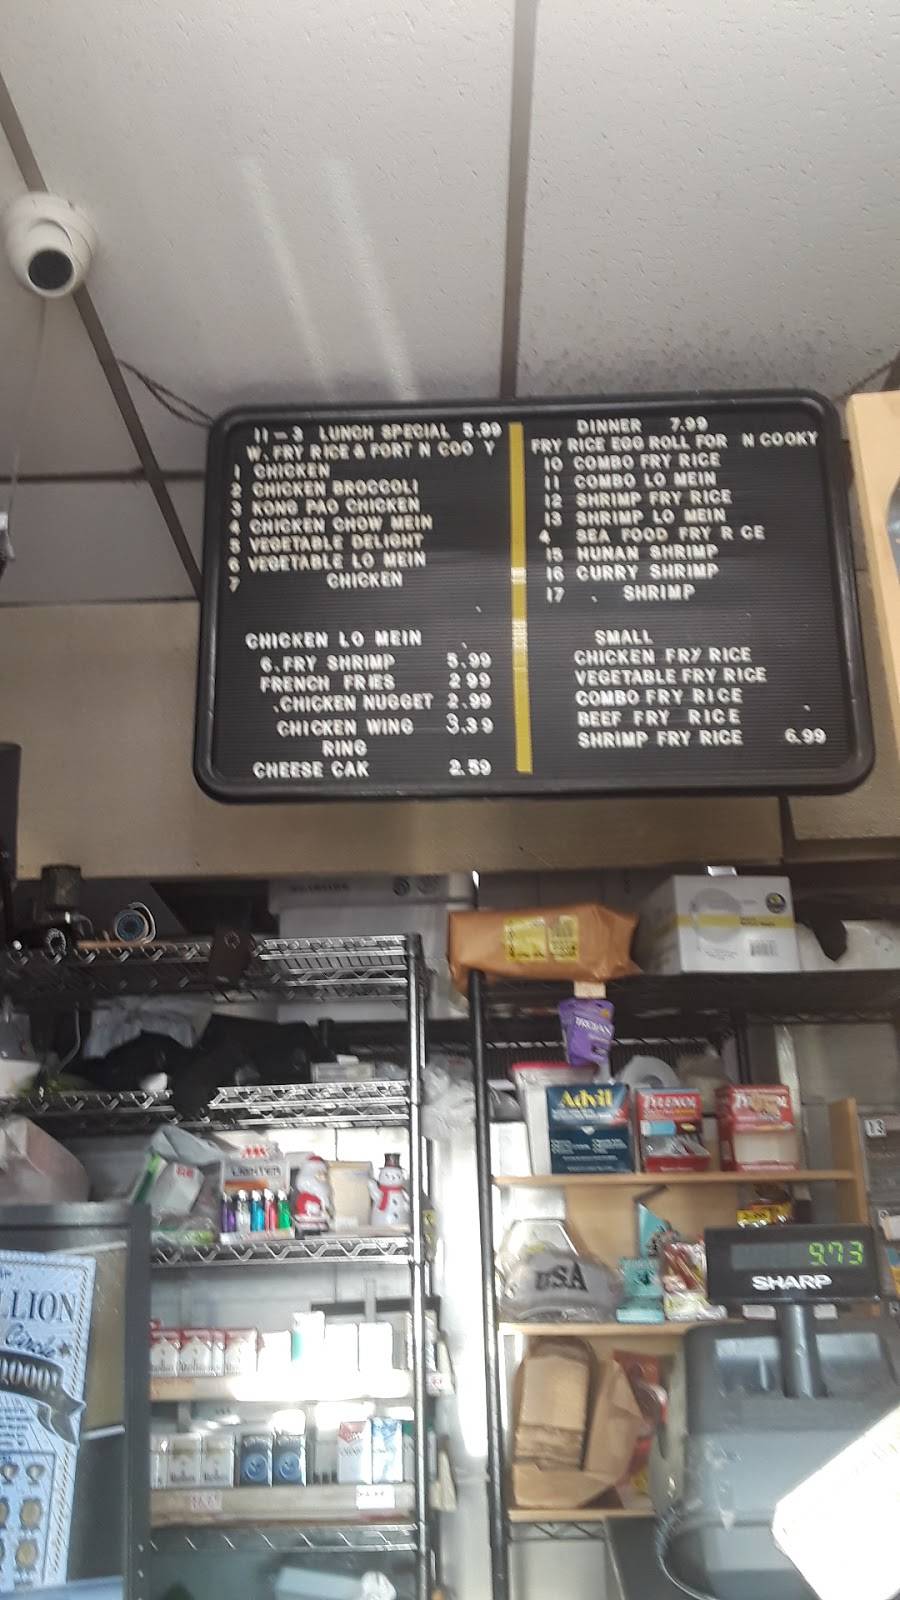 11-3 LUNCH SPECIAL 5.99
W. FRY RICE & FORT N COO Y
1 CHICKEN
2 CHICKEN BROCCOLI
3 KONG PAO CHICKEN
4 CHICKEN CHOW MEIN
5 VEGETABLE DELIGHT
6 VEGETABLE LO MEIN
7 CHICKEN
CHICKEN LO MEIN
6. FRY SHRIMP 5.99
FRENCH FRIES 2 99
.CHICKEN NUGGET 2.99
CHICKEN WING 3.39
RING
CHEESE CAK 2.59
DINNER 7.99
FRY RICE EGG ROLL FOR N COOKY
10 COMBO FRY RICE
11 COMBO LO MEIN
12 SHRIMP FRY RICE
13 SHRIMP LO MEIN
4 SEA FOOD FRY R CE
15 HUNAN SHRIMP
16 CURRY SHRIMP
17 . SHRIMP
SMALL
CHICKEN FRY RICE
VEGETABLE FRY RICE
COMBO FRY RICE
BEEF FRY RICE
SHRIMP FRY RICE 6.99
TROJAN
Advil
TYLENOL
TYLENOL
13
LIGHTER
USA
9.73
SHARP
LLION